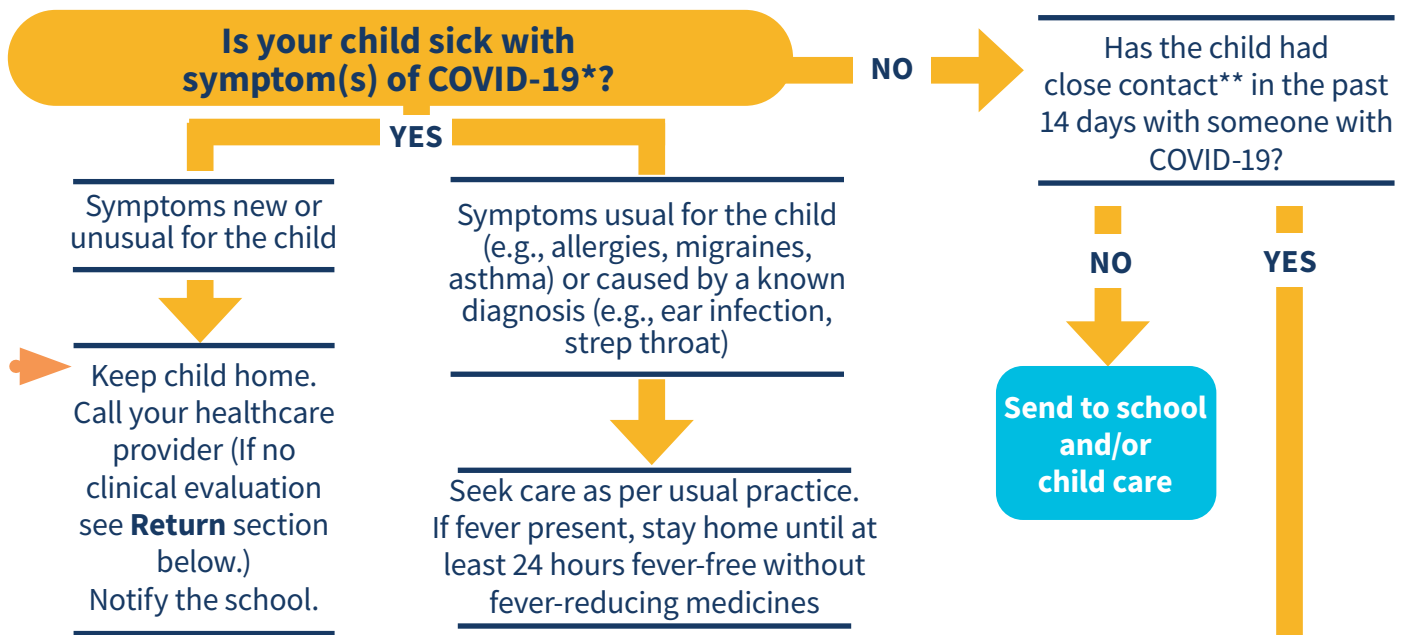 Is your child sick with
symptom(s) of COVID-19*?
NO
Has the child had
close contact** in the past
14 days with someone with
COVID-19?
YES
Symptoms new or
unusual for the child
Symptoms usual for the child
(e.g., allergies, migraines,
asthma) or caused by a known
diagnosis (e.g., ear infection,
strep throat)
NO
YES
Keep child home.
Call your healthcare
provider (If no
clinical evaluation
see Return section
below.)
Notify the school.
Seek care as per usual practice.
If fever present, stay home until at
least 24 hours fever-free without
fever-reducing medicines
Send to school
and/or
child care